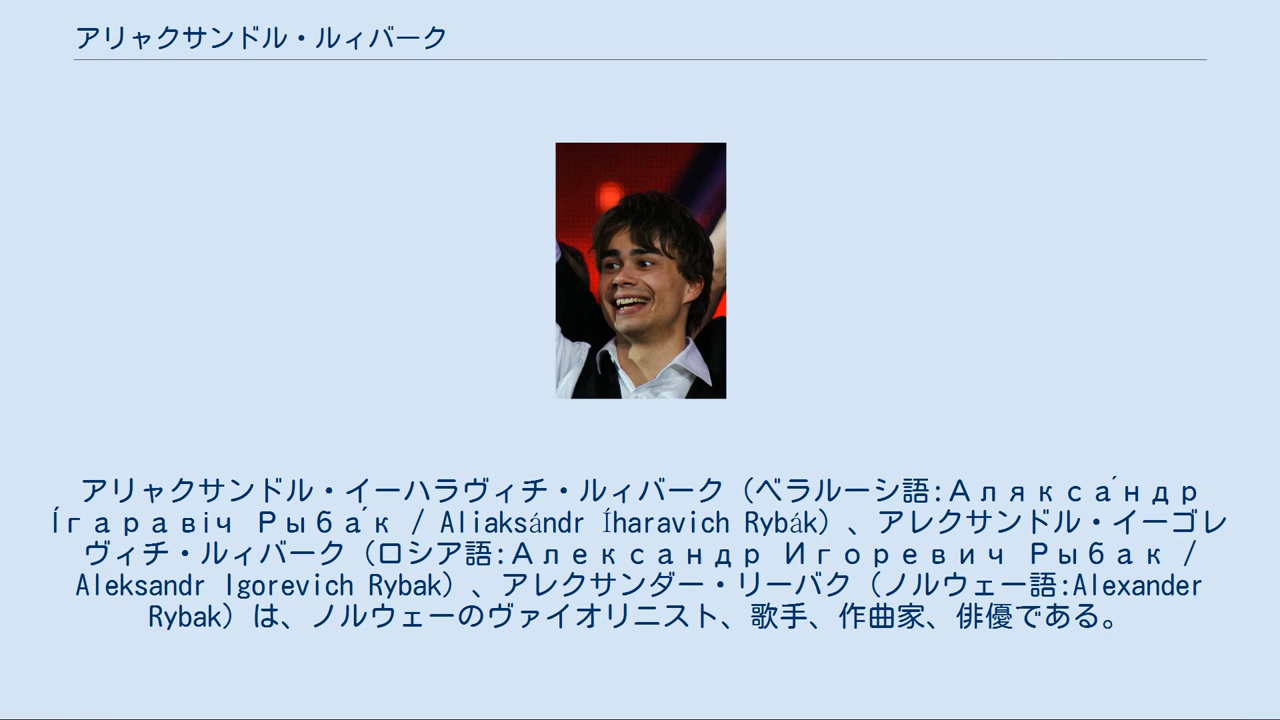 アリャクサンドル・ルィバーク
アリャクサンドル・イーハラヴィチ・ルィバーク（ベラルーシ語:Алякса́ндр
І́гаравіч Рыба́к / Aliaksándr Íharavich Rybák）、アレクサンドル・イーゴレ
ヴィチ・ルィバーク（ロシア語:Александр Игоревич Рыбак /
Aleksandr Igorevich Rybak）、アレクサンダー・リーバク（ノルウェー語:Alexander
Rybak）は、ノルウェーのヴァイオリニスト、歌手、作曲家、俳優である。